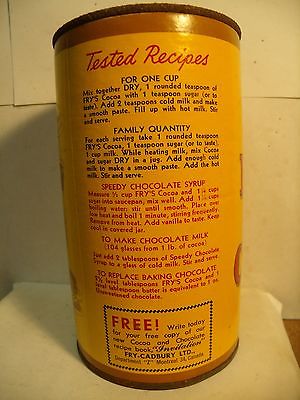 Tested Recipes
FOR ONE CUP
Mix together DRY, 1 rounded teaspoon of
FRY'S Cocoa with 1 teaspoon sugar (or to
taste). Add 2 teaspoons cold milk and make
a smooth paste. Fill up with hot milk. Stir
and serve.
FAMILY QUANTITY
For each serving take 1 rounded teaspoon
FRY'S Cocoa, 1 teaspoon sugar (or to taste).
1 cup milk. While heating milk, mix Cocoa
and sugar DRY in a jug. Add enough cold
milk to make a smooth paste. Add the hot
milk. Stir and serve.
SPEEDY CHOCOLATE SYRUP
Measure ½ cup FRY'S Cocoa and 1 cups
sugar into saucepan, mix well. Add 1 cups
boiling water; stir until smooth. Place over
low heat and boil 1 minute, stirring frequently.
Remove from heat. Add vanilla to taste. Keep
cool in covered jar.
TO MAKE CHOCOLATE MILK
(104 glasses from 1 lb. of cocoa)
Just add 2 tablespoons of Speedy Chocolate
Syrup to a glass of cold milk. Stir and serve.
TO REPLACE BAKING CHOCOLATE
level tablespoons FRY'S Cocoa and
level tablespoon butter is equivalent to 1 oz.
unsweetened chocolate.
FREE! Write today
for your free copy of our
new Cocoa and Chocolate
recipe book, "Invitation"
FRY-CADBURY LTD.,
Department "Z" Montreal 38, Canada